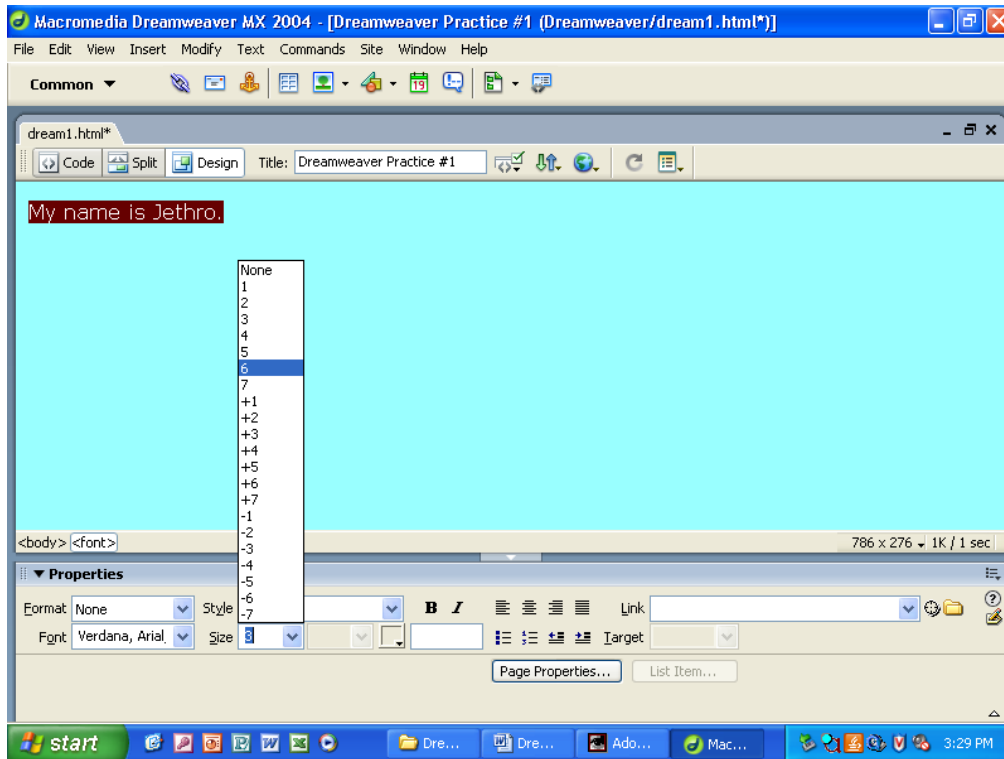 Macromedia Dreamweaver MX 2004 - [Dreamweaver Practice #1 (Dreamweaver/dream1.html*)]
File Edit View Insert Modify Text Commands Site Window Help
Common
19
dream1.html*
Code Split Design Title: Dreamweaver Practice #1
My name is Jethro.
None
1
2
3
4
5
6
7
+1
+2
+3
+4
+5
+6
+7
-1
-2
-3
-4
-5
-6
-7
<body> <font> 786 x 276 1K / 1 sec
Properties
Format None Style B I Link
Font Verdana, Arial Size 3 Target
Page Properties... List Item...
start Dre... Dre... Ado... Mac... 3:29 PM